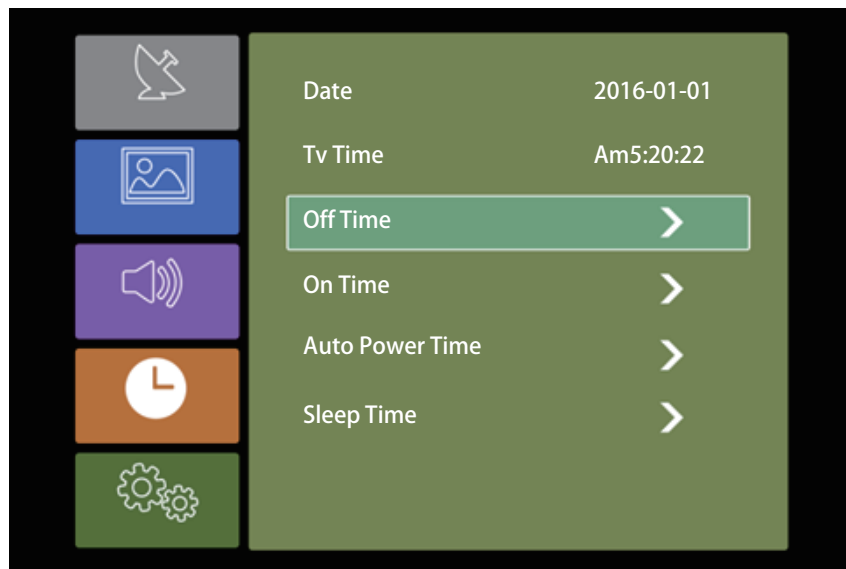 Date 2016-01-01
Tv Time Am5:20:22
Off Time
On Time
Auto Power Time
Sleep Time